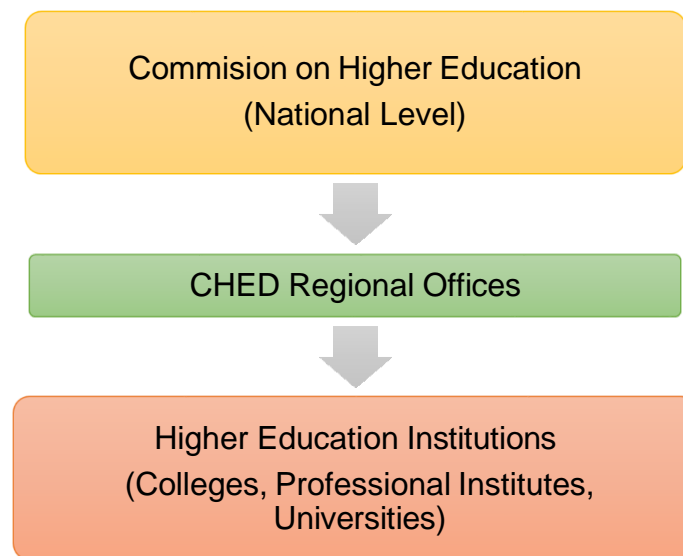 Commision on Higher Education
(National Level)
CHED Regional Offices
Higher Education Institutions
(Colleges, Professional Institutes,
Universities)